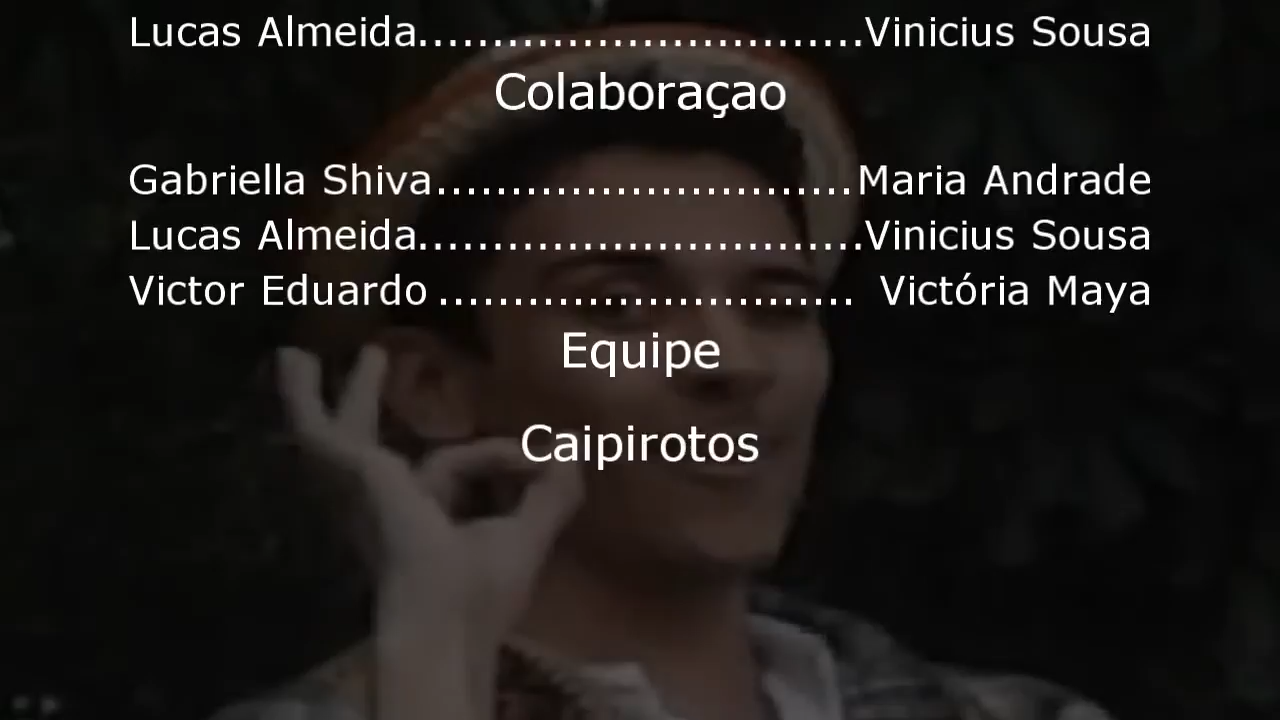 Lucas Almeida..............................Vinicius Sousa
Colaboraçao
Gabriella Shiva............................Maria Andrade
Lucas Almeida..............................Vinicius Sousa
Victor Eduardo ............................ Victória Maya
Equipe
Caipirotos